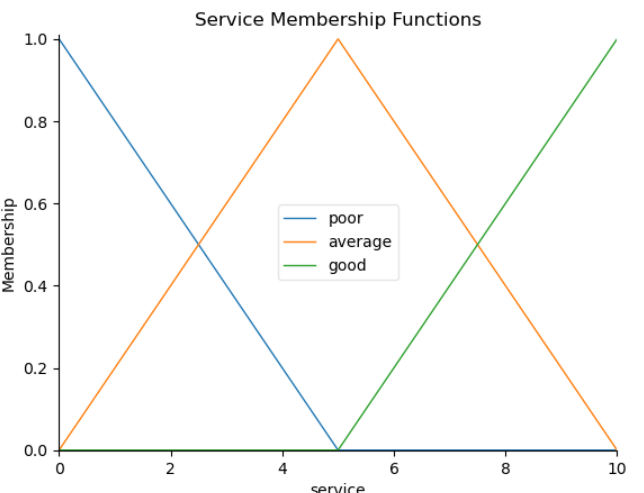 Service Membership Functions
1.0
0.8
0.6
0.4
0.2
0.0
Membership
poor
average
good
0 2 4 6 8 10
service